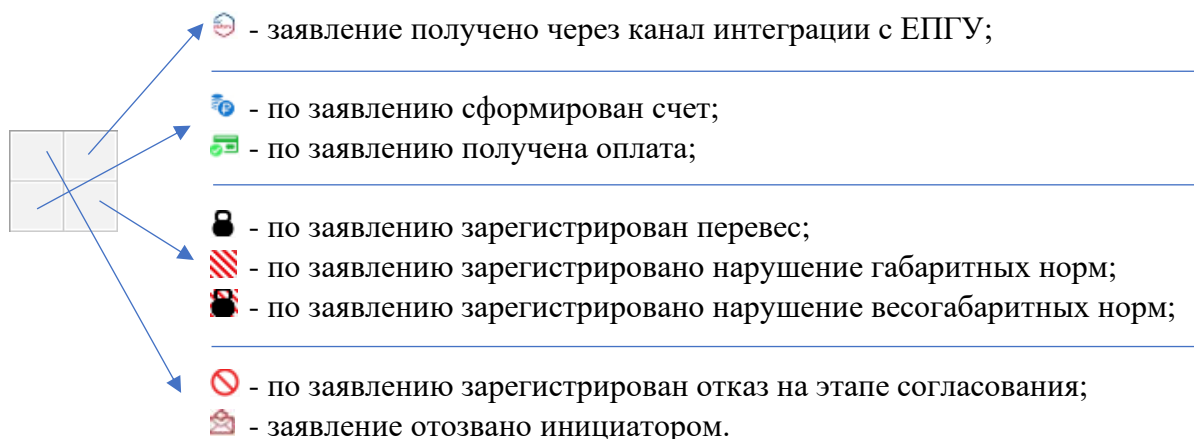 - заявление получено через канал интеграции с ЕПГУ;
- по заявлению сформирован счет;
- по заявлению получена оплата;
- по заявлению зарегистрирован перевес;
- по заявлению зарегистрировано нарушение габаритных норм;
- по заявлению зарегистрировано нарушение весогабаритных норм;
- по заявлению зарегистрирован отказ на этапе согласования;
- заявление отозвано инициатором.